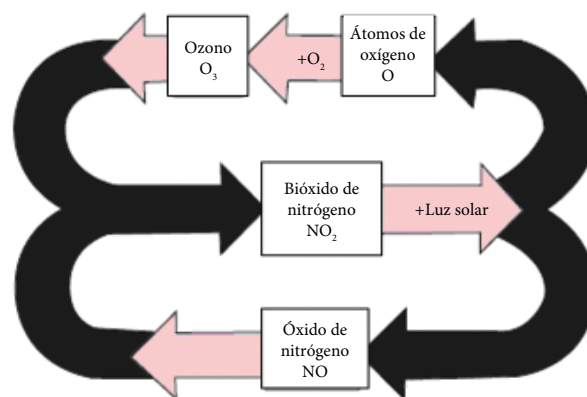 Ozono
O₃
+O₂
Átomos de
oxígeno
O
Bióxido de
nitrógeno
NO₂
+Luz solar
Óxido de
nitrógeno
NO